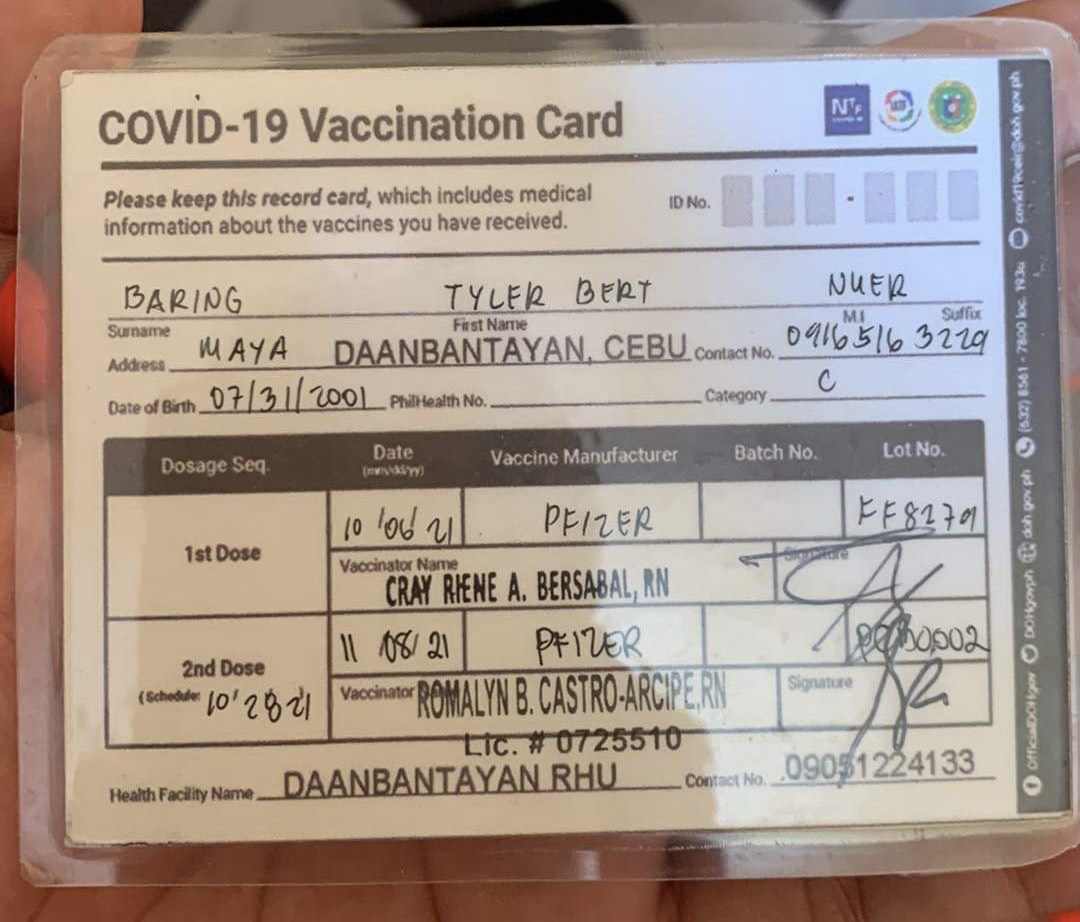 COVID-19 Vaccination Card
NTF
Please keep this record card, which includes medical
information about the vaccines you have received.
ID No. -
BARING TYLER BERT NUER
Surname First Name M.I Suffix
Address MAYA DAANBANTAYAN, CEBU Contact No. 09165163229
Date of Birth 07/31/2001 PhilHealth No. Category C
Dosage Seq. Date (mm/dd/yy) Vaccine Manufacturer Batch No. Lot No.
1st Dose 10/06/21 PFIZER FF8279
Vaccinator Name Signature
CRAY RIENE A. BERSABAL, RN
2nd Dose 11 08/21 PFIZER
(Schedule: 10'28'21 Vaccinator ROMALYN B. CASTRO-ARCIPE, RN Signature
Lic. # 0725510
Health Facility Name DAANBANTAYAN RHU Contact No. 09051224133
OfficialDOHgov DOHgovph doh.gov.ph (632) 8561-7800 loc. 1934 covid19ceir@doh.gov.ph